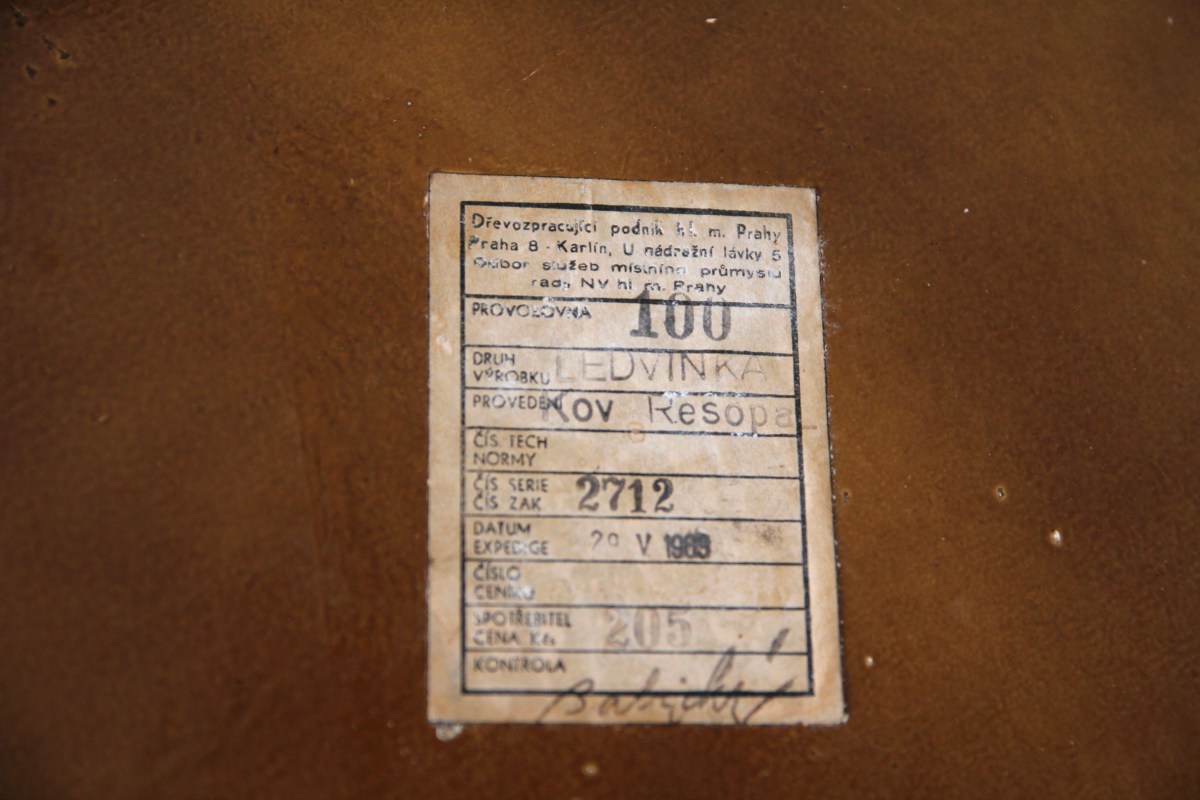 Dřevozpracující podnik hl. m. Prahy
Praha 8 - Karlín, U nádražní lávky 5
Odbor služeb místního průmyslu
rady NV hl. m. Prahy
PROVOZOVNA 100
DRUH
VÝROBKU LEDVINKA
PROVEDENÍ Kov Resopal
ČÍS. TECH
NORMY
ČÍS SERIE
ČÍS ZAK 2712
DATUM
EXPEDICE V
ČÍSLO
CENÍKU
SPOTŘEBITEL
CENA Kčs 205
KONTROLA